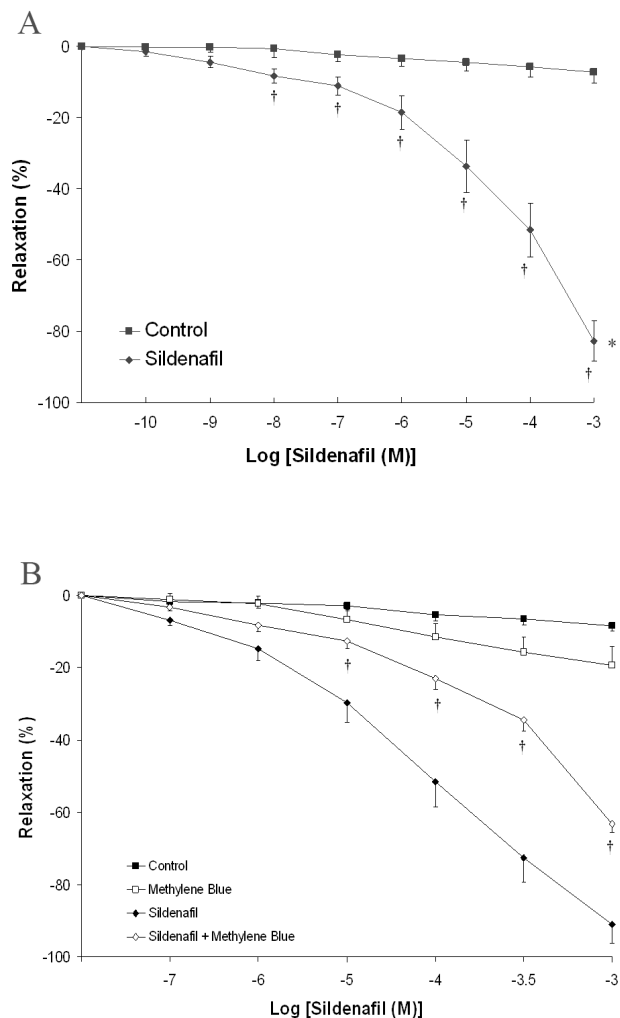 A
0
-20
-40
-60
-80
-100
Relaxation (%)
† † † † † † *
Control
Sildenafil
-10 -9 -8 -7 -6 -5 -4 -3
Log [Sildenafil (M)]
B
0
-20
-40
-60
-80
-100
Relaxation (%)
† † † †
Control
Methylene Blue
Sildenafil
Sildenafil + Methylene Blue
-7 -6 -5 -4 -3.5 -3
Log [Sildenafil (M)]